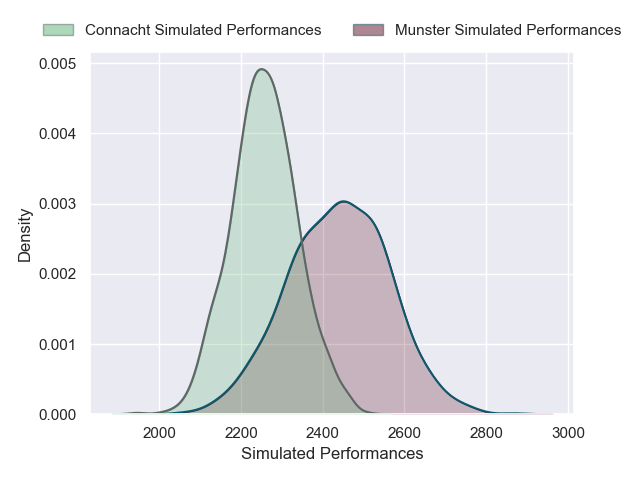 Connacht Simulated Performances Munster Simulated Performances
0.005
0.004
0.003
0.002
0.001
0.000
Density
2000 2200 2400 2600 2800 3000
Simulated Performances